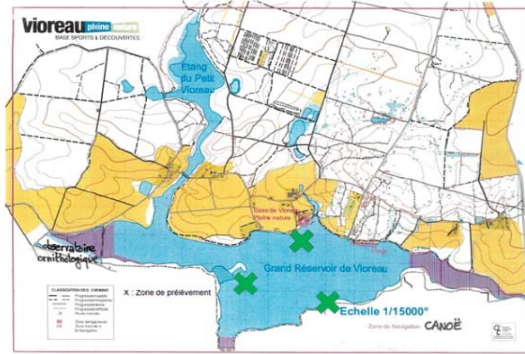 Vioreau pleine nature
BASE SPORTS & DÉCOUVERTES
Etang
du Petit
Vioreau
Base de Vioreau
Pleine nature
observatoire
ornithologique
Grand Réservoir de Vioreau
CLASSIFICATION DES CHEMINS
X : Zone de prélèvement
Echelle 1/15000°
Zone de Navigation CANOË